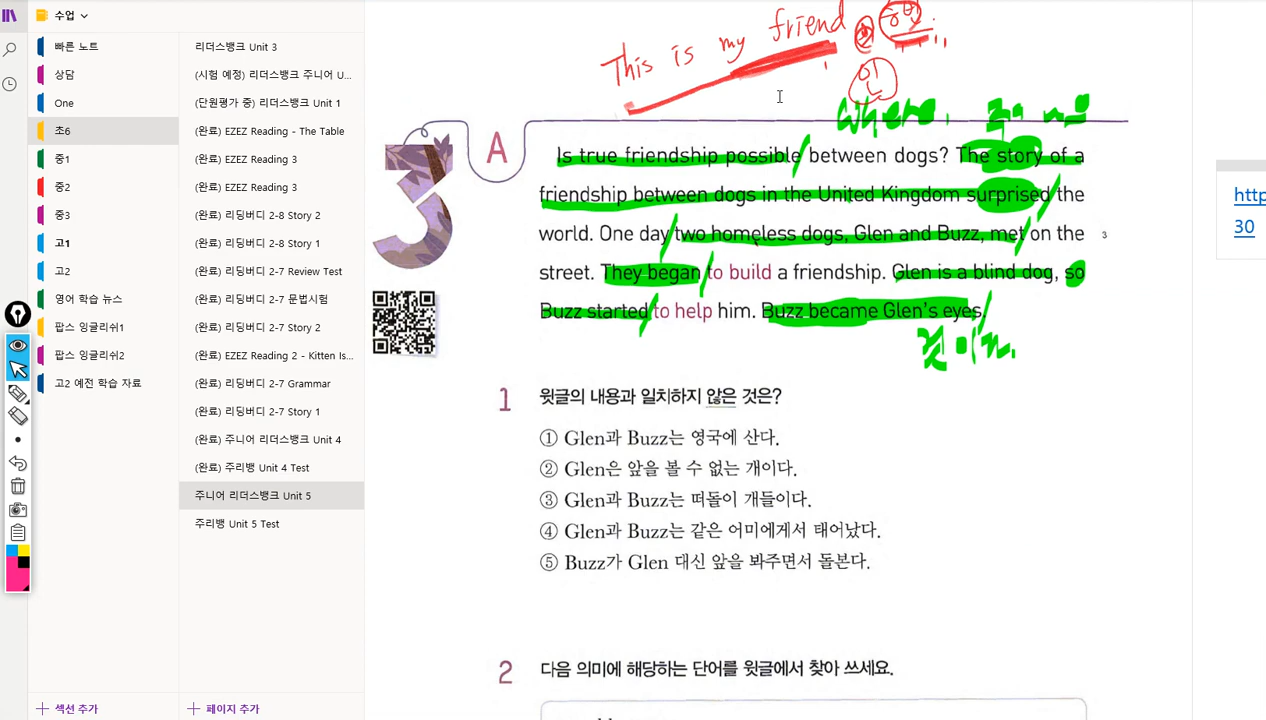 수업
빠른 노트
상담
One
초6
중1
중2
중3
고1
고2
영어 학습 뉴스
팝스 잉글리쉬1
팝스 잉글리쉬2
고2 예전 학습 자료
섹션 추가
리더스뱅크 Unit 3
(시험 예정) 리더스뱅크 주니어 U...
(단원평가 중) 리더스뱅크 Unit 1
(완료) EZEZ Reading - The Table
(완료) EZEZ Reading 3
(완료) EZEZ Reading 3
(완료) 리딩버디 2-8 Story 2
(완료) 리딩버디 2-8 Story 1
(완료) 리딩버디 2-7 Review Test
(완료) 리딩버디 2-7 문법시험
(완료) 리딩버디 2-7 Story 2
(완료) EZEZ Reading 2 - Kitten Is...
(완료) 리딩버디 2-7 Grammar
(완료) 리딩버디 2-7 Story 1
(완료) 주니어 리더스뱅크 Unit 4
(완료) 주리뱅 Unit 4 Test
주니어 리더스뱅크 Unit 5
주리뱅 Unit 5 Test
페이지 추가
This is my friend
where,
3
A
Is true friendship possible between dogs? The story of a
friendship between dogs in the United Kingdom surprised the
world. One day two homeless dogs, Glen and Buzz, met on the
3
street. They began to build a friendship. Glen is a blind dog, so
Buzz started to help him. Buzz became Glen's eyes.
1 윗글의 내용과 일치하지 않은 것은?
① Glen과 Buzz는 영국에 산다.
② Glen은 앞을 볼 수 없는 개이다.
③ Glen과 Buzz는 떠돌이 개들이다.
④ Glen과 Buzz는 같은 어미에게서 태어났다.
⑤ Buzz가 Glen 대신 앞을 봐주면서 돌본다.
2 다음 의미에 해당하는 단어를 윗글에서 찾아 쓰세요.
http
30